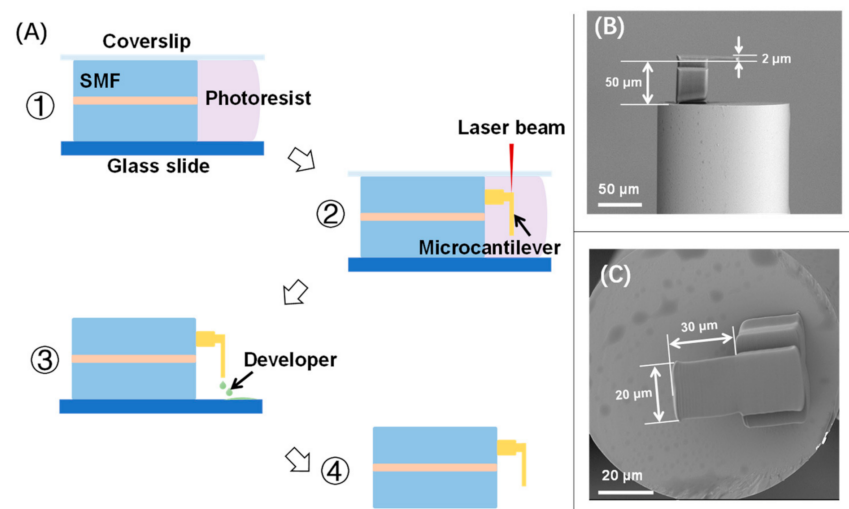 (A)
Coverslip
SMF
Photoresist
①
Glass slide
Laser beam
②
Microcantilever
③
Developer
④
(B)
2 μm
50 μm
50 μm
(C)
30 μm
20 μm
20 μm